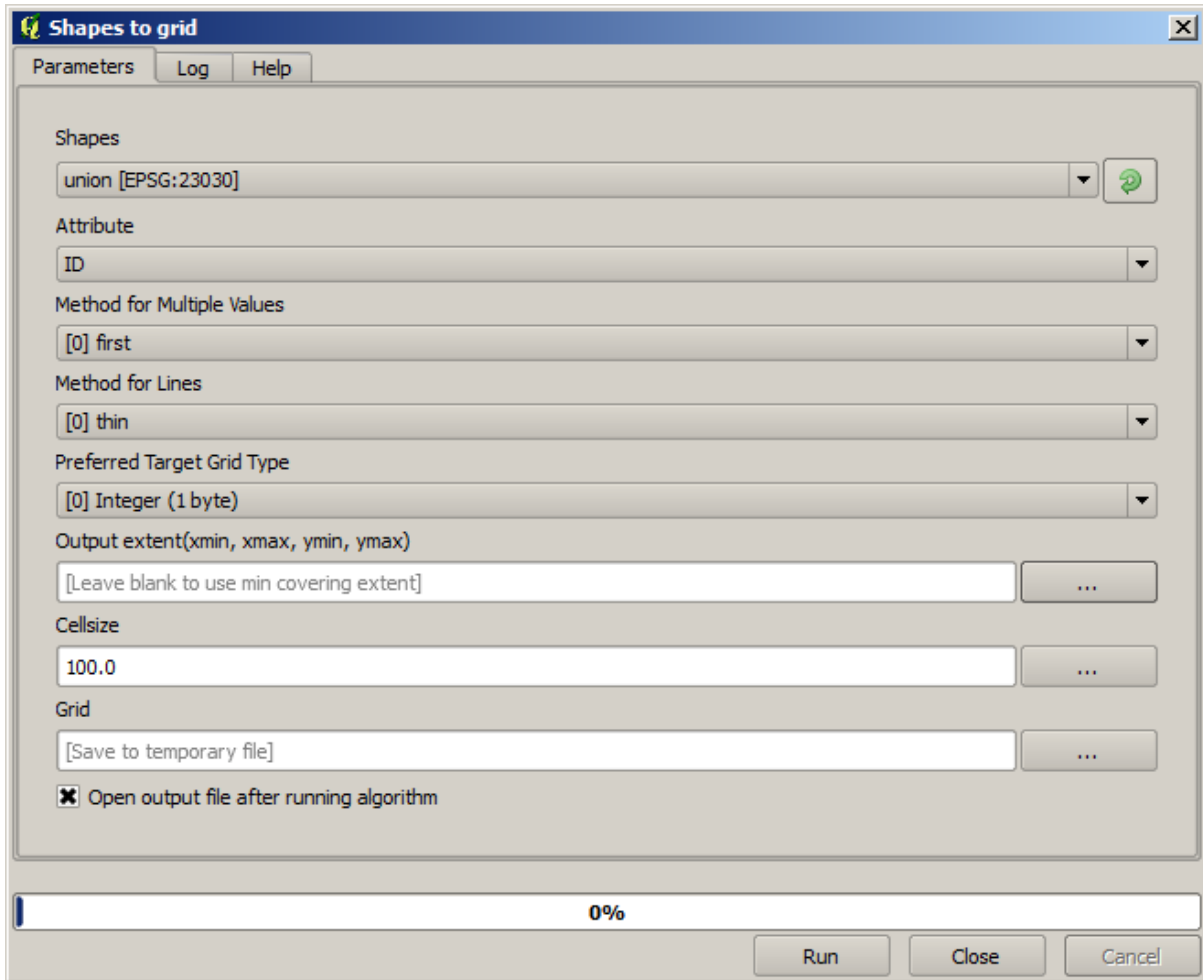 Shapes to grid
Parameters Log Help
Shapes
union [EPSG:23030]
Attribute
ID
Method for Multiple Values
[0] first
Method for Lines
[0] thin
Preferred Target Grid Type
[0] Integer (1 byte)
Output extent(xmin, xmax, ymin, ymax)
[Leave blank to use min covering extent]
...
Cellsize
100.0
...
Grid
[Save to temporary file]
...
Open output file after running algorithm
0%
Run Close Cancel